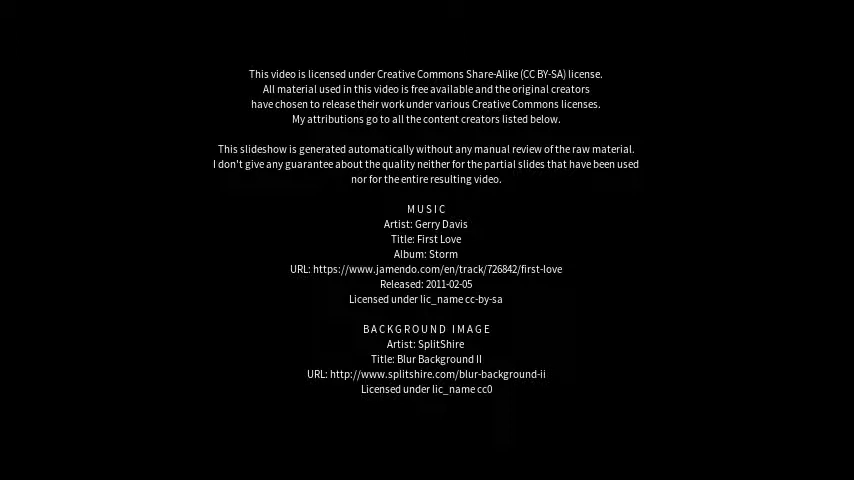 This video is licensed under Creative Commons Share-Alike (CC BY-SA) license.
All material used in this video is free available and the original creators
have chosen to release their work under various Creative Commons licenses.
My attributions go to all the content creators listed below.
This slideshow is generated automatically without any manual review of the raw material.
I don't give any guarantee about the quality neither for the partial slides that have been used
nor for the entire resulting video.
MUSIC
Artist: Gerry Davis
Title: First Love
Album: Storm
URL: https://www.jamendo.com/en/track/726842/first-love
Released: 2011-02-05
Licensed under lic_name cc-by-sa
BACKGROUND IMAGE
Artist: SplitShire
Title: Blur Background II
URL: http://www.splitshire.com/blur-background-ii
Licensed under lic_name cc0